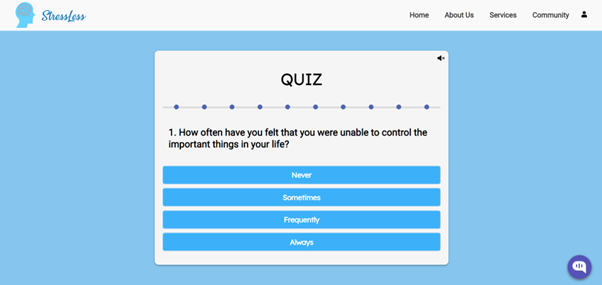 StressLess
Home About Us Services Community
QUIZ
1. How often have you felt that you were unable to control the
important things in your life?
Never
Sometimes
Frequently
Always